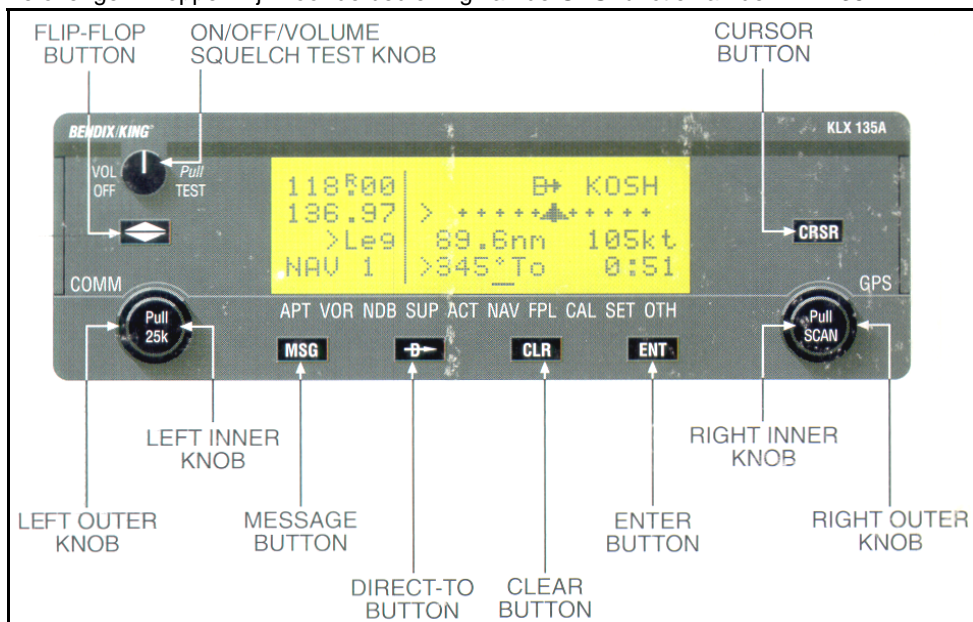 FLIP-FLOP BUTTON
ON/OFF/VOLUME SQUELCH TEST KNOB
CURSOR BUTTON
BENDIX/KING
KLX 135A
VOL OFF
Pull TEST
118.R00
136.97
>Leg
NAV 1
D KOSH
>
89.6nm 105kt
>345°To 0:51
CRSR
COMM
GPS
Pull 25k
APT VOR NDB SUP ACT NAV FPL CAL SET OTH
Pull SCAN
MSG
D
CLR
ENT
LEFT INNER KNOB
RIGHT INNER KNOB
LEFT OUTER KNOB
MESSAGE BUTTON
ENTER BUTTON
RIGHT OUTER KNOB
DIRECT-TO BUTTON
CLEAR BUTTON